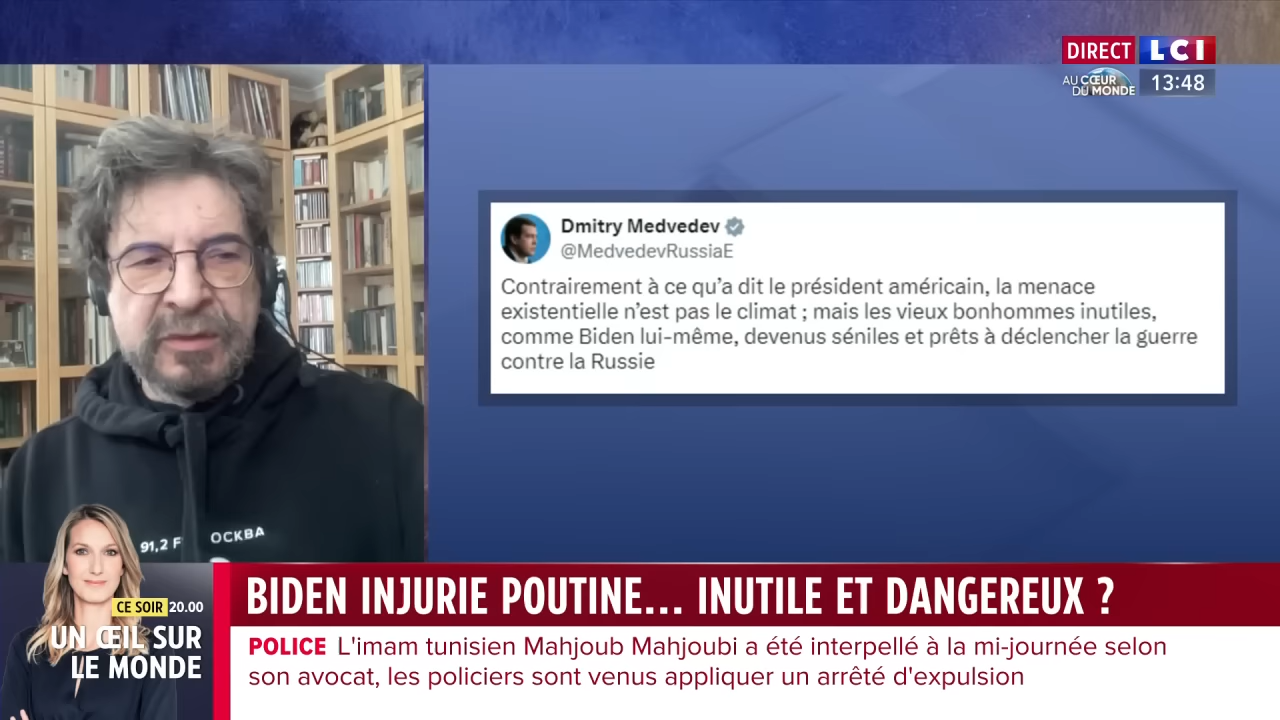 DIRECT LCI
AU CŒUR
DU MONDE
13:48
Dmitry Medvedev
@MedvedevRussiaE
Contrairement à ce qu'a dit le président américain, la menace
existentielle n'est pas le climat ; mais les vieux bonhommes inutiles,
comme Biden lui-même, devenus séniles et prêts à déclencher la guerre
contre la Russie
91,2 F OCKBA
CE SOIR 20.00
UN ŒIL SUR
LE MONDE
BIDEN INJURIE POUTINE... INUTILE ET DANGEREUX ?
POLICE L'imam tunisien Mahjoub Mahjoubi a été interpellé à la mi-journée selon
son avocat, les policiers sont venus appliquer un arrêté d'expulsion